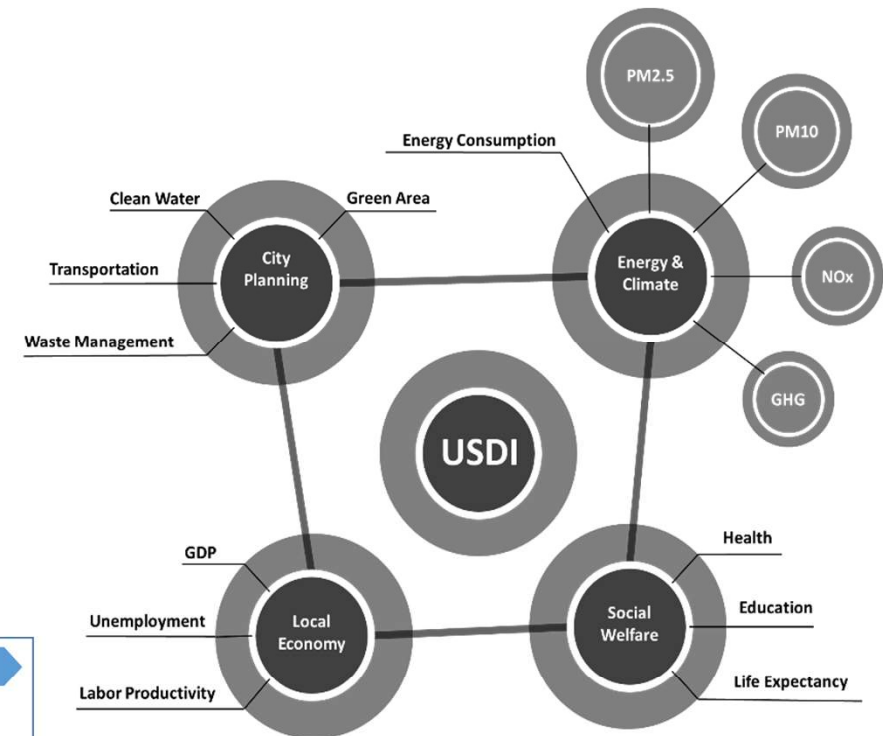 PM2.5
PM10
Energy Consumption
Clean Water
Green Area
City
Planning
Energy &
Climate
Transportation
NOx
Waste Management
GHG
USDI
GDP
Health
Unemployment
Local
Economy
Social
Welfare
Education
Labor Productivity
Life Expectancy